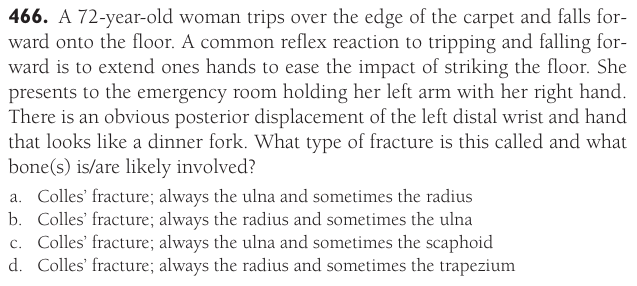 466. A 72-year-old woman trips over the edge of the carpet and falls for-
ward onto the floor. A common reflex reaction to tripping and falling for-
ward is to extend ones hands to ease the impact of striking the floor. She
presents to the emergency room holding her left arm with her right hand.
There is an obvious posterior displacement of the left distal wrist and hand
that looks like a dinner fork. What type of fracture is this called and what
bone(s) is/are likely involved?
a. Colles' fracture; always the ulna and sometimes the radius
b. Colles' fracture; always the radius and sometimes the ulna
c. Colles' fracture; always the ulna and sometimes the scaphoid
d. Colles' fracture; always the radius and sometimes the trapezium